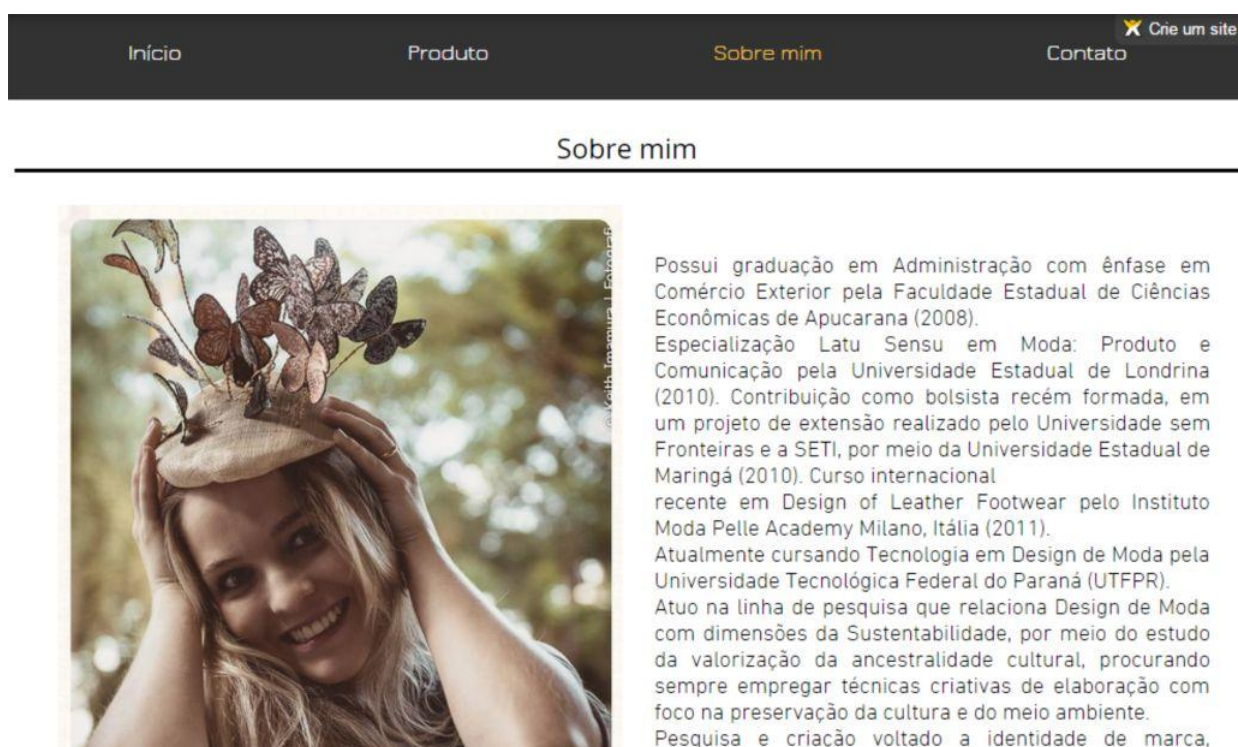 Crie um site
Início Produto Sobre mim Contato
Sobre mim
© Keith Imamura | Fotografi
Possui graduação em Administração com ênfase em
Comércio Exterior pela Faculdade Estadual de Ciências
Econômicas de Apucarana (2008).
Especialização Latu Sensu em Moda: Produto e
Comunicação pela Universidade Estadual de Londrina
(2010). Contribuição como bolsista recém formada, em
um projeto de extensão realizado pelo Universidade sem
Fronteiras e a SETI, por meio da Universidade Estadual de
Maringá (2010). Curso internacional
recente em Design of Leather Footwear pelo Instituto
Moda Pelle Academy Milano, Itália (2011).
Atualmente cursando Tecnologia em Design de Moda pela
Universidade Tecnológica Federal do Paraná (UTFPR).
Atuo na linha de pesquisa que relaciona Design de Moda
com dimensões da Sustentabilidade, por meio do estudo
da valorização da ancestralidade cultural, procurando
sempre empregar técnicas criativas de elaboração com
foco na preservação da cultura e do meio ambiente.
Pesquisa e criação voltado a identidade de marca,